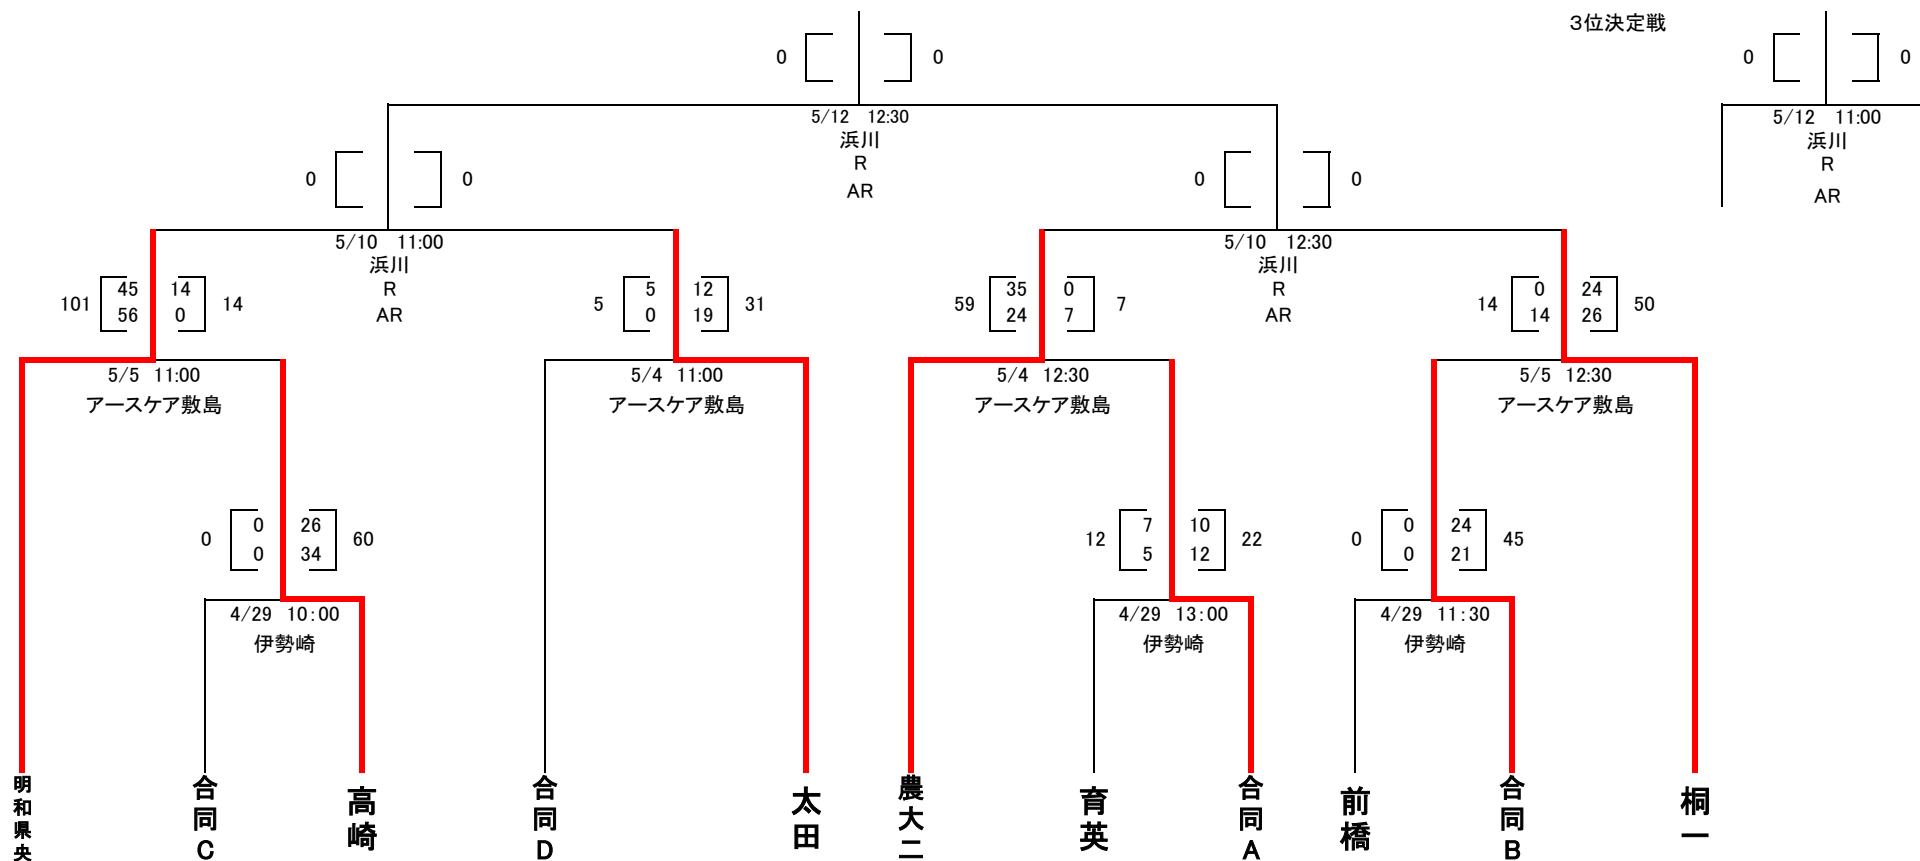 3位決定戦
0 0
0 0
5/12 12:30
浜川
R
AR
5/12 11:00
浜川
R
AR
0 0
0 0
5/10 11:00
浜川
R
AR
5/10 12:30
浜川
R
AR
101 45 14 14
56 0
5 5 12 31
0 19
59 35 0 7
24 7
14 0 24 50
14 26
5/5 11:00
アースケア敷島
5/4 11:00
アースケア敷島
5/4 12:30
アースケア敷島
5/5 12:30
アースケア敷島
0 0 26 60
0 34
12 7 10 22
5 12
0 0 24 45
0 21
4/29 10:00
伊勢崎
4/29 13:00
伊勢崎
4/29 11:30
伊勢崎
明和県央
合同C
高崎
合同D
太田
農大二
育英
合同A
前橋
合同B
桐一